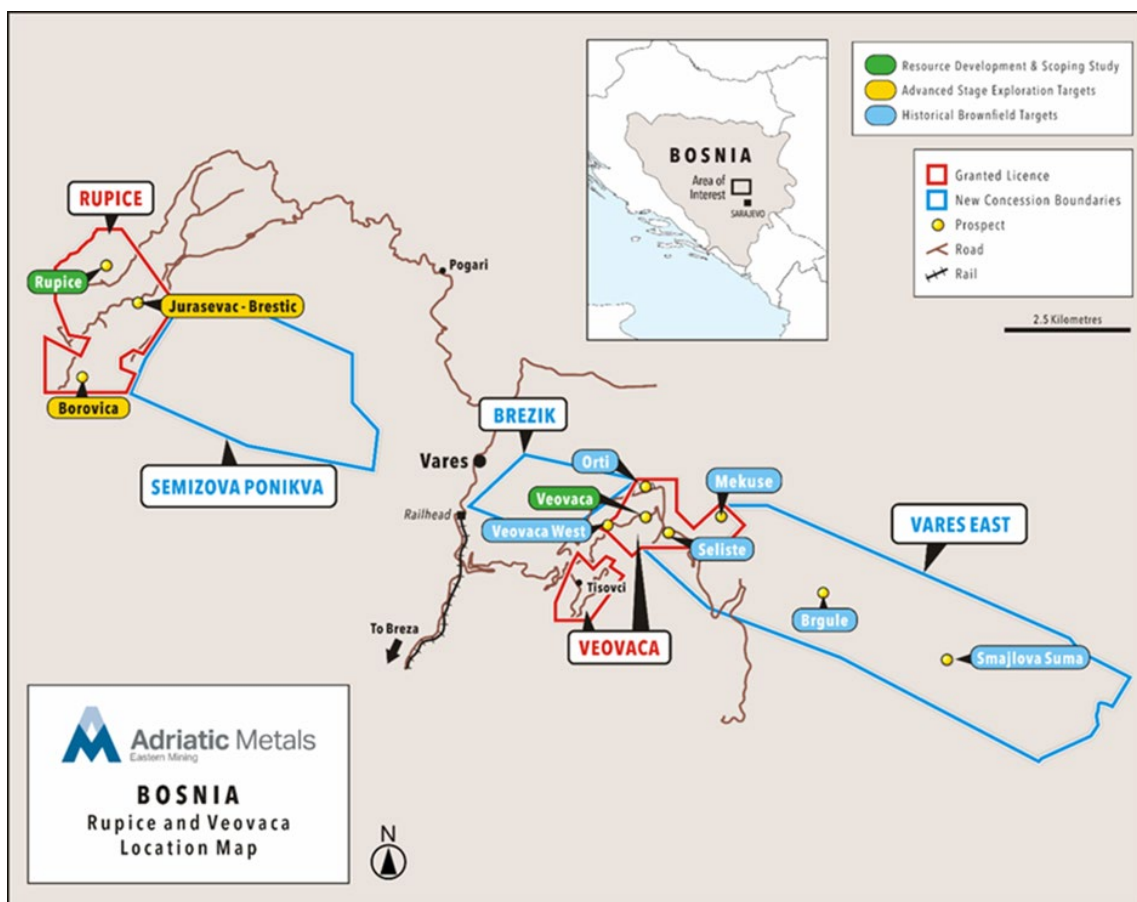 BOSNIA
Area of
Interest
SARAJEVO
Resource Development & Scoping Study
Advanced Stage Exploration Targets
Historical Brownfield Targets
Granted Licence
New Concession Boundaries
Prospect
Road
Rail
2.5 Kilometres
RUPICE
Rupice
Jurasevac - Brestic
Borovica
SEMIZOVA PONIKVA
Pogari
Vares
BREZIK
Orti
Mekuse
Veovaca
Railhead
Veovaca West
Seliste
VARES EAST
Tisovci
Brgule
To Breza
VEOVACA
Smajlova Suma
Adriatic Metals
Eastern Mining
BOSNIA
Rupice and Veovaca
Location Map
N